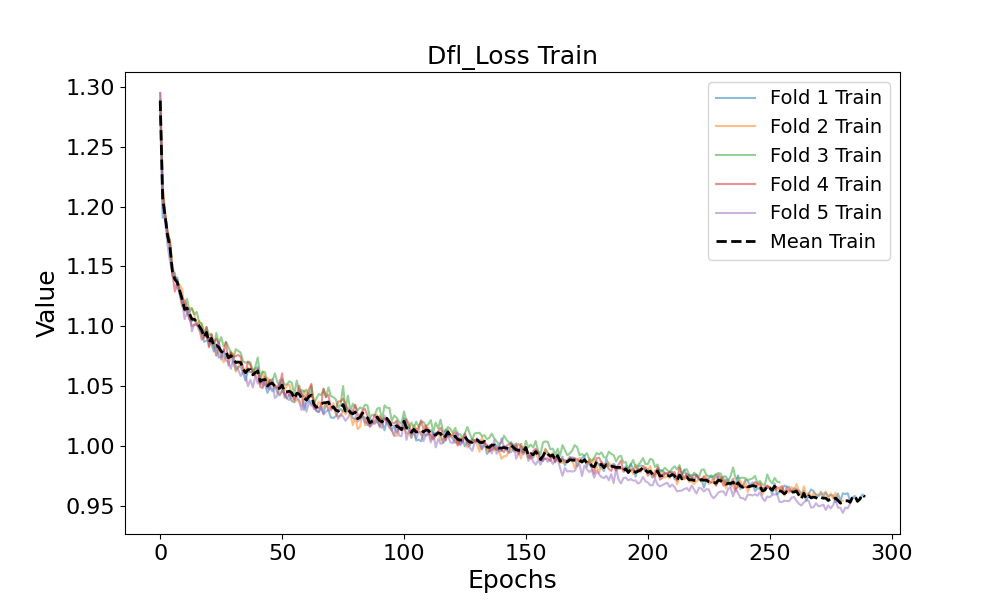 Dfl_Loss Train
Value
1.30
1.25
1.20
1.15
1.10
1.05
1.00
0.95
Fold 1 Train
Fold 2 Train
Fold 3 Train
Fold 4 Train
Fold 5 Train
Mean Train
0 50 100 150 200 250 300
Epochs